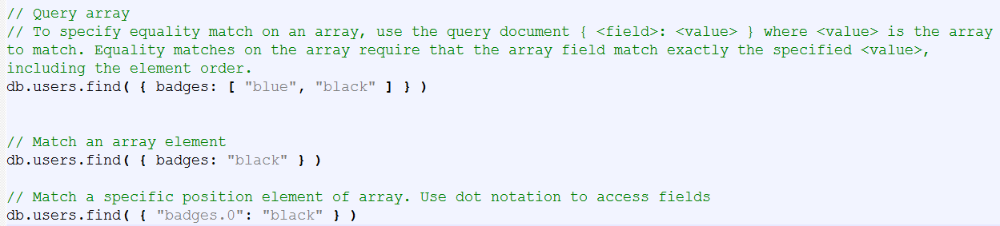 // Query array
// To specify equality match on an array, use the query document { <field>: <value> } where <value> is the array
to match. Equality matches on the array require that the array field match exactly the specified <value>,
including the element order.
db.users.find( { badges: [ "blue", "black" ] } )
// Match an array element
db.users.find( { badges: "black" } )
// Match a specific position element of array. Use dot notation to access fields
db.users.find( { "badges.0": "black" } )